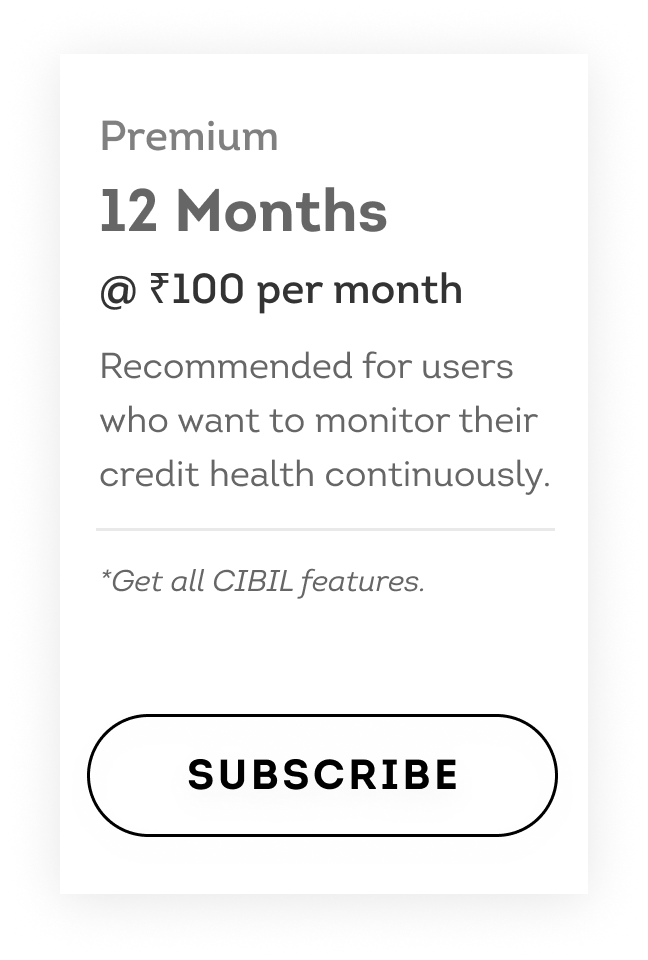 Premium
12 Months
@ ₹100 per month
Recommended for users
who want to monitor their
credit health continuously.
*Get all CIBIL features.
SUBSCRIBE